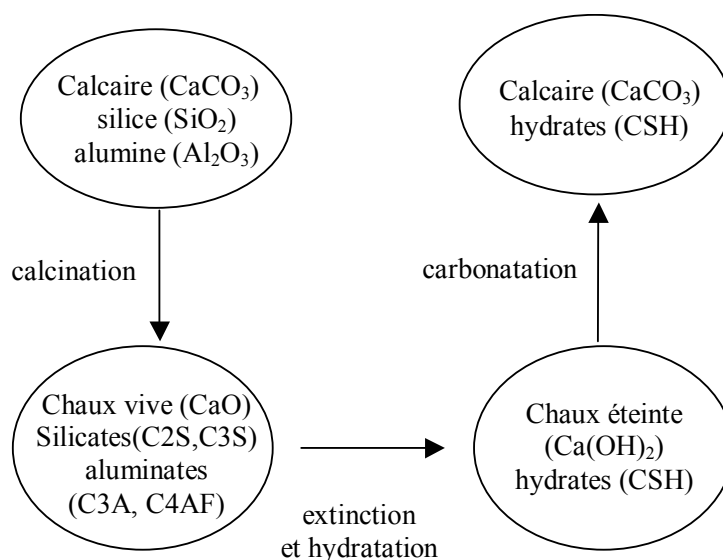 Calcaire (CaCO₃)
silice (SiO₂)
alumine (Al₂O₃)
Calcaire (CaCO₃)
hydrates (CSH)
calcination
carbonatation
Chaux vive (CaO)
Silicates(C2S,C3S)
aluminates
(C3A, C4AF)
Chaux éteinte
(Ca(OH)₂)
hydrates (CSH)
extinction
et hydratation